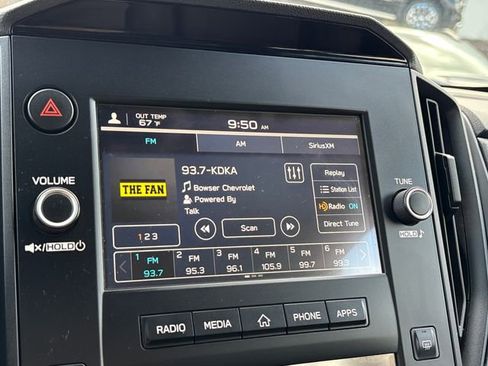 OUT TEMP
67 °F
9:50 AM
FM
AM
SiriusXM
93.7-KDKA
THE FAN
Bowser Chevrolet
Powered By
Talk
Replay
Station List
HD Radio ON
Direct Tune
Scan
1 2 3
1 FM 93.7
2 FM 95.3
3 FM 96.1
4 FM 105.9
5 FM 99.7
6 FM 99.3
VOLUME
HOLD
TUNE
HOLD
RADIO
MEDIA
PHONE
APPS